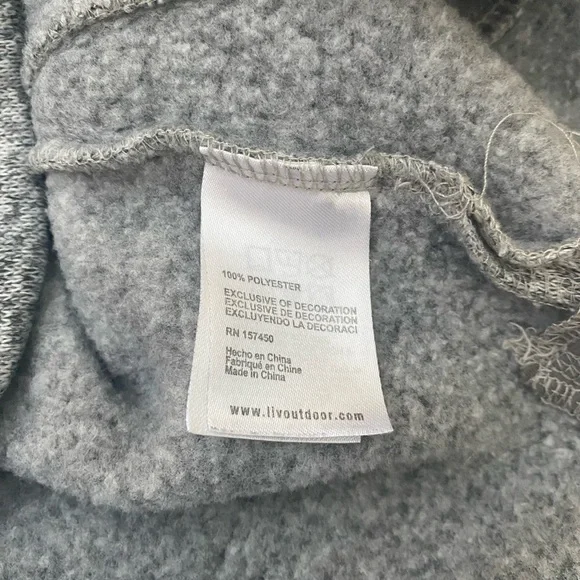 100% POLYESTER
EXCLUSIVE OF DECORATION
EXCLUSIVE DE DECORATION
EXCLUYENDO LA DECORACI
RN 157450
Hecho en China
Fabriqué en Chine
Made in China
www.livoutdoor.com